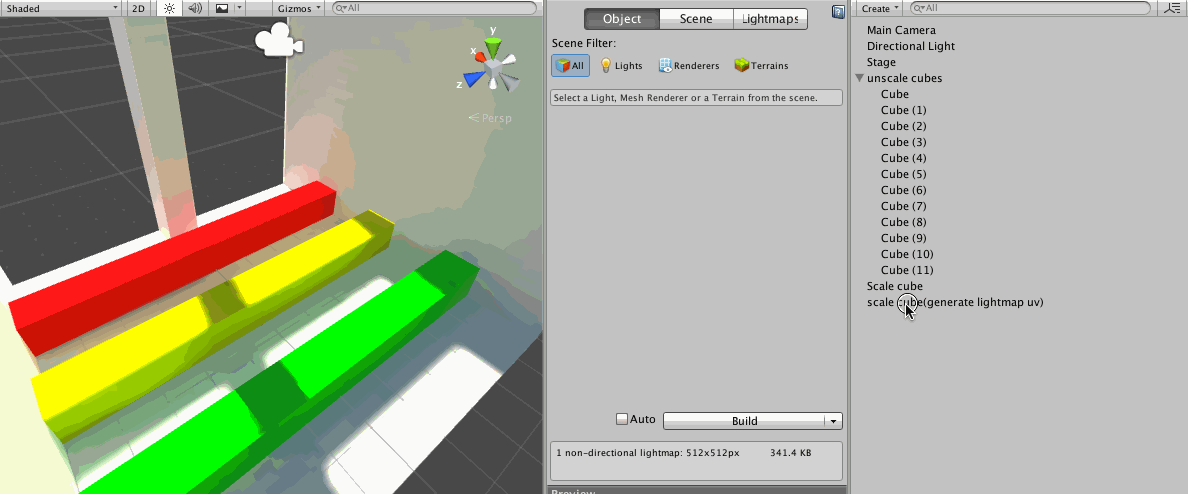 Shaded 2D Gizmos All
y
x
z
Persp
Object Scene Lightmaps
Scene Filter:
All Lights Renderers Terrains
Select a Light, Mesh Renderer or a Terrain from the scene.
Auto Build
1 non-directional lightmap: 512x512px 341.4 KB
Preview
Create All
Main Camera
Directional Light
Stage
unscale cubes
Cube
Cube (1)
Cube (2)
Cube (3)
Cube (4)
Cube (5)
Cube (6)
Cube (7)
Cube (8)
Cube (9)
Cube (10)
Cube (11)
Scale cube
scale cube(generate lightmap uv)